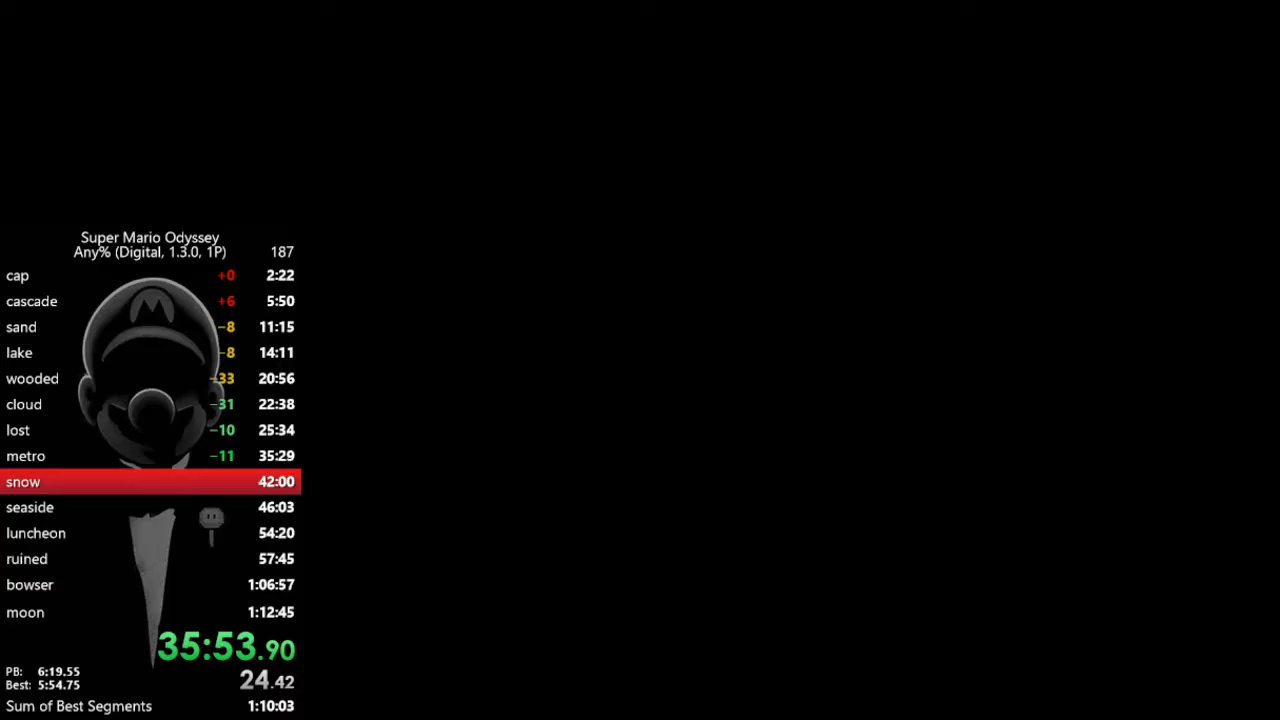 Super Mario Odyssey
Any% (Digital, 1.3.0, 1P) 187
cap +0 2:22
cascade +6 5:50
sand −8 11:15
lake −8 14:11
wooded −33 20:56
cloud −31 22:38
lost −10 25:34
metro −11 35:29
snow 42:00
seaside 46:03
luncheon 54:20
ruined 57:45
bowser 1:06:57
moon 1:12:45
35:53.90
PB: 6:19.55
Best: 5:54.75
24.42
Sum of Best Segments 1:10:03